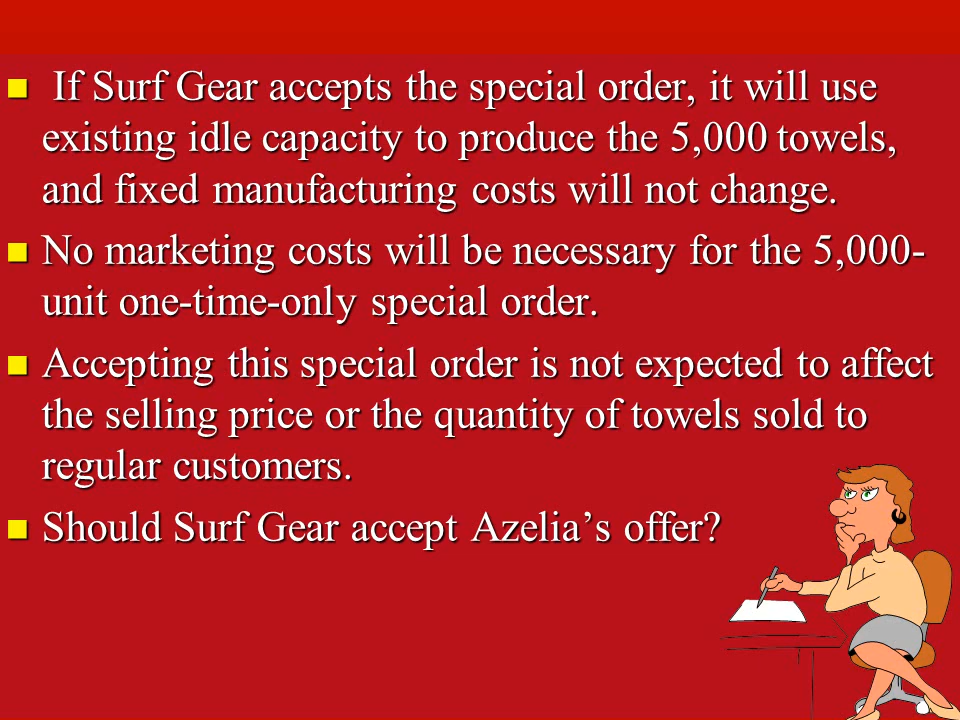 If Surf Gear accepts the special order, it will use
existing idle capacity to produce the 5,000 towels,
and fixed manufacturing costs will not change.
No marketing costs will be necessary for the 5,000-
unit one-time-only special order.
Accepting this special order is not expected to affect
the selling price or the quantity of towels sold to
regular customers.
Should Surf Gear accept Azelia’s offer?